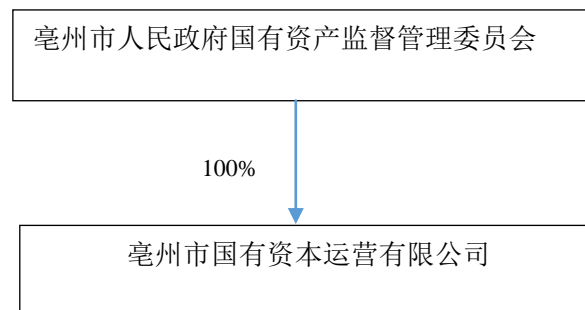 亳州市人民政府国有资产监督管理委员会
100%
亳州市国有资本运营有限公司